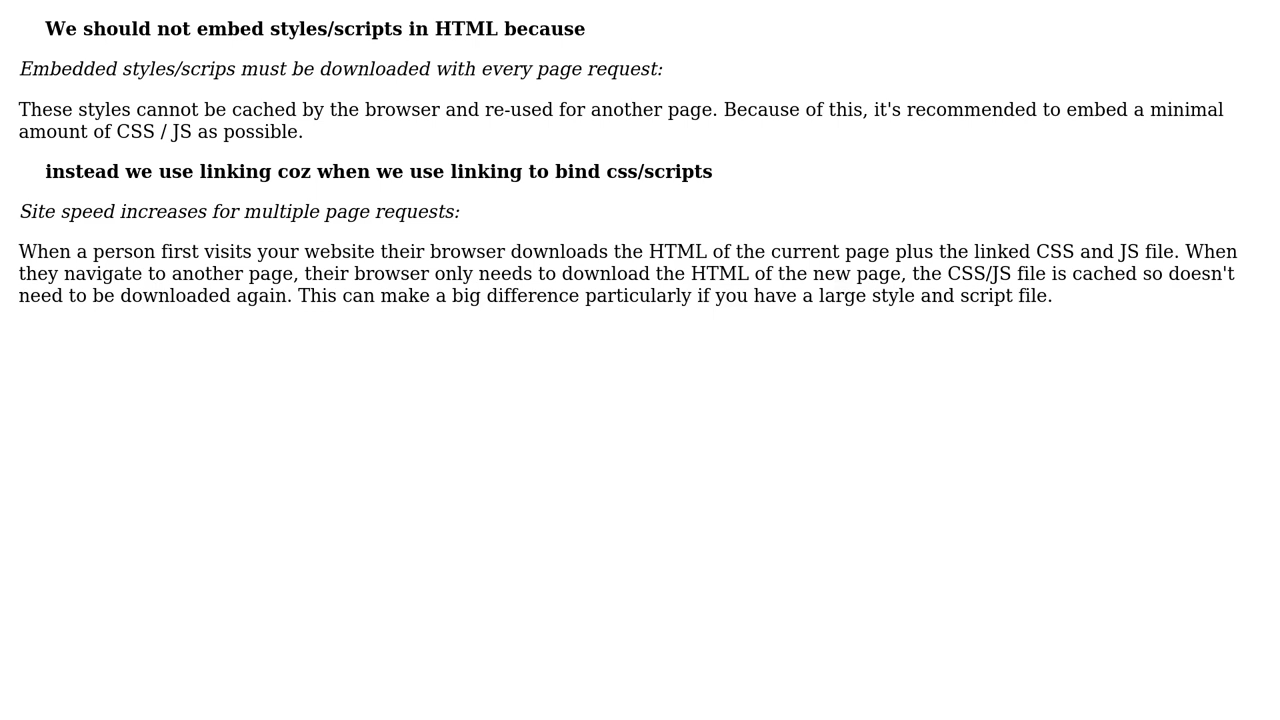 We should not embed styles/scripts in HTML because
Embedded styles/scrips must be downloaded with every page request:
These styles cannot be cached by the browser and re-used for another page. Because of this, it's recommended to embed a minimal
amount of CSS / JS as possible.
instead we use linking coz when we use linking to bind css/scripts
Site speed increases for multiple page requests:
When a person first visits your website their browser downloads the HTML of the current page plus the linked CSS and JS file. When
they navigate to another page, their browser only needs to download the HTML of the new page, the CSS/JS file is cached so doesn't
need to be downloaded again. This can make a big difference particularly if you have a large style and script file.